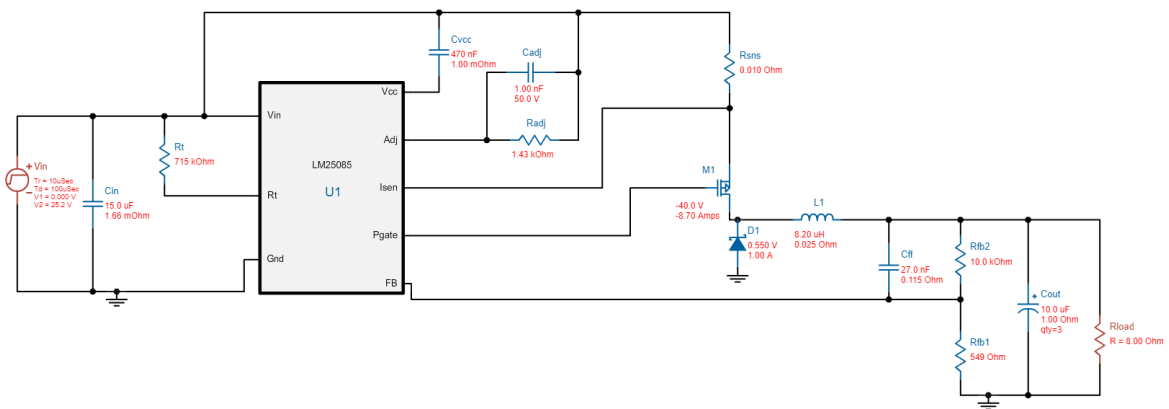 Cvcc
470 nF
1.00 mOhm
Cadj
1.00 nF
50.0 V
Rsns
0.010 Ohm
Vcc
Vin
Adj
Radj
1.43 kOhm
Rt
715 kOhm
LM25085
U1
Vin
Tr = 10uSec
Td = 100uSec
V1 = 0.000 V
V2 = 25.2 V
Cin
15.0 uF
1.66 mOhm
Rt
Isen
M1
-40.0 V
-8.70 Amps
Pgate
L1
8.20 uH
0.025 Ohm
D1
0.550 V
1.00 A
Gnd
Cff
27.0 nF
0.115 Ohm
Rfb2
10.0 kOhm
FB
Cout
10.0 uF
1.00 Ohm
qty=3
Rload
R = 8.00 Ohm
Rfb1
549 Ohm